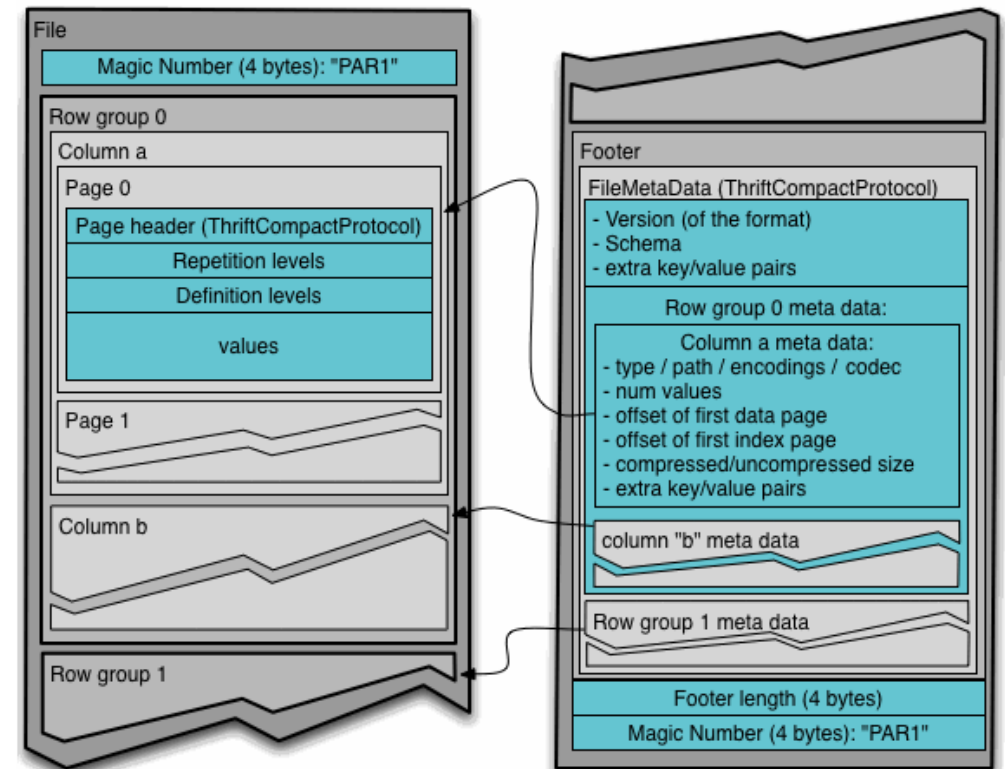 File
Magic Number (4 bytes): "PAR1"
Row group 0
Column a
Page 0
Page header (ThriftCompactProtocol)
Repetition levels
Definition levels
values
Page 1
Column b
Row group 1
Footer
FileMetaData (ThriftCompactProtocol)
- Version (of the format)
- Schema
- extra key/value pairs
Row group 0 meta data:
Column a meta data:
- type / path / encodings / codec
- num values
- offset of first data page
- offset of first index page
- compressed/uncompressed size
- extra key/value pairs
column "b" meta data
Row group 1 meta data
Footer length (4 bytes)
Magic Number (4 bytes): "PAR1"